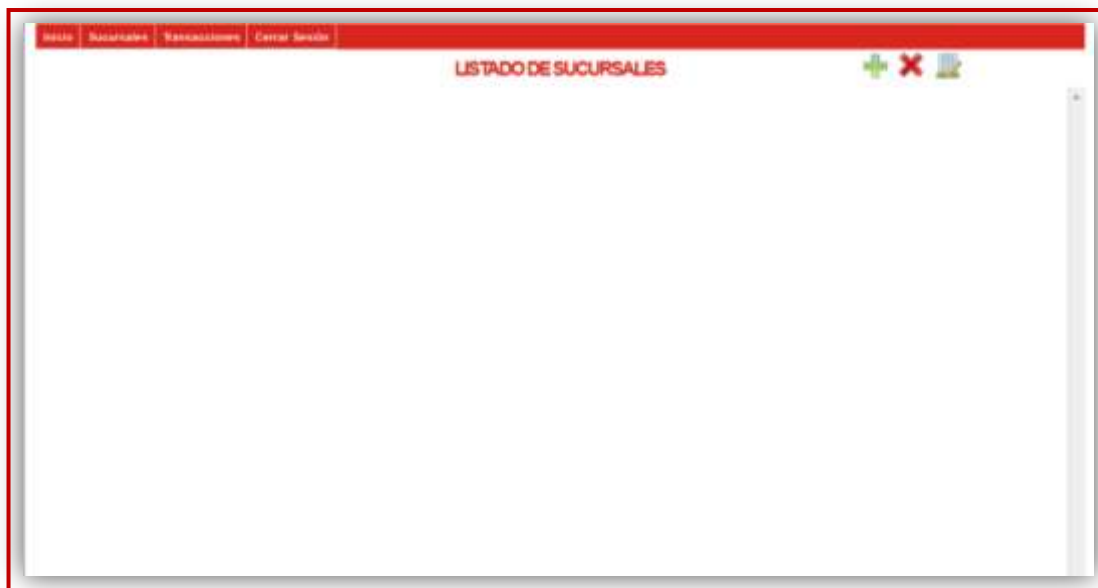 Inicio Sucursales Transacciones Cerrar Sesión
LISTADO DE SUCURSALES